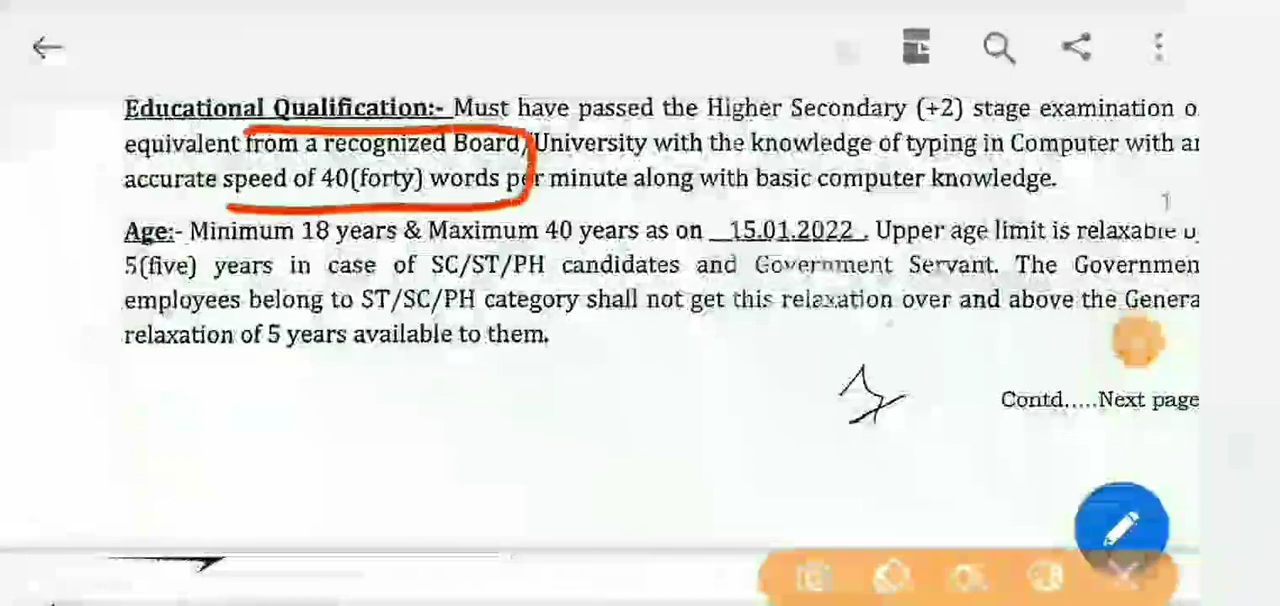 Educational Qualification:- Must have passed the Higher Secondary (+2) stage examination o
equivalent from a recognized Board/University with the knowledge of typing in Computer with an
accurate speed of 40(forty) words per minute along with basic computer knowledge.
1
Age:- Minimum 18 years & Maximum 40 years as on 15.01.2022 . Upper age limit is relaxable u
5(five) years in case of SC/ST/PH candidates and Government Servant. The Governmen
employees belong to ST/SC/PH category shall not get this relaxation over and above the Genera
relaxation of 5 years available to them.
Contd.....Next page